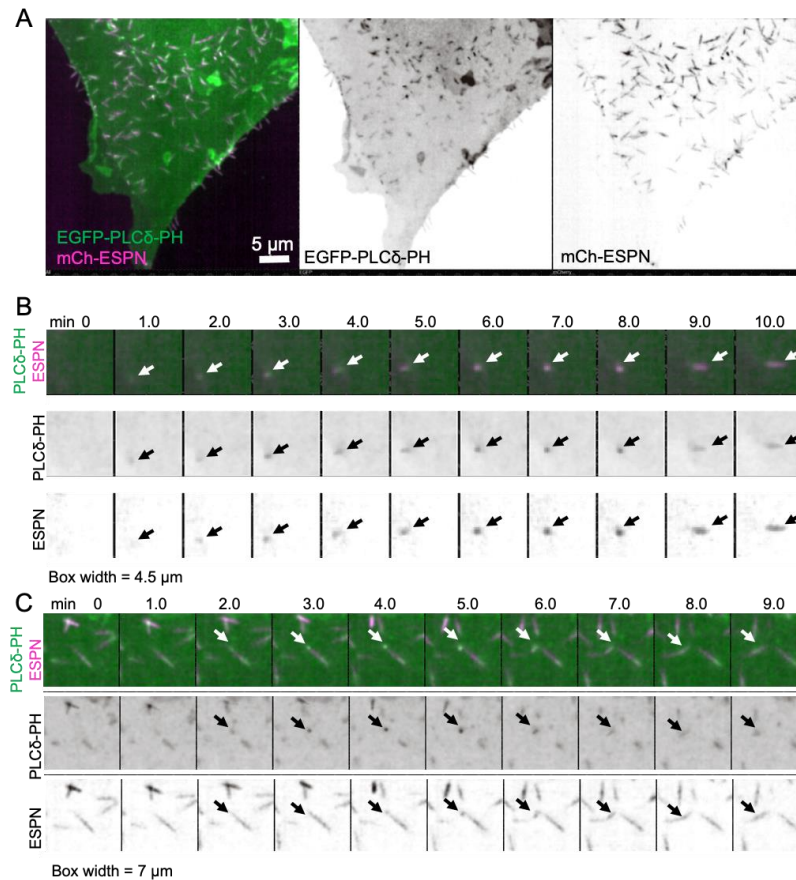 A
EGFP-PLCδ-PH
mCh-ESPN
5 µm
EGFP-PLCδ-PH
mCh-ESPN
B
min 0 1.0 2.0 3.0 4.0 5.0 6.0 7.0 8.0 9.0 10.0
PLCδ-PH
ESPN
PLCδ-PH
ESPN
Box width = 4.5 µm
C
min 0 1.0 2.0 3.0 4.0 5.0 6.0 7.0 8.0 9.0
PLCδ-PH
ESPN
PLCδ-PH
ESPN
Box width = 7 µm